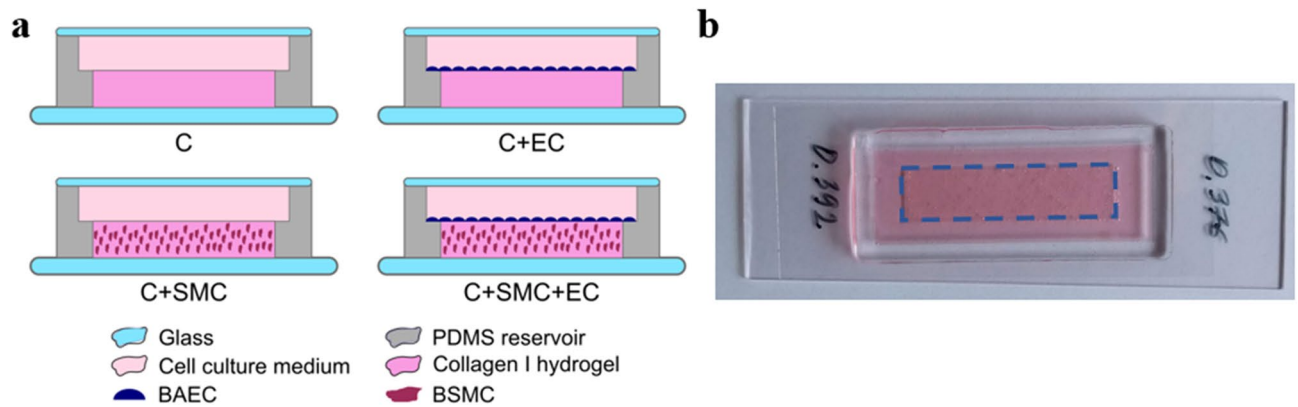 a
b
C
C+EC
C+SMC
C+SMC+EC
Glass
PDMS reservoir
Cell culture medium
Collagen I hydrogel
BAEC
BSMC
0.392
0.376